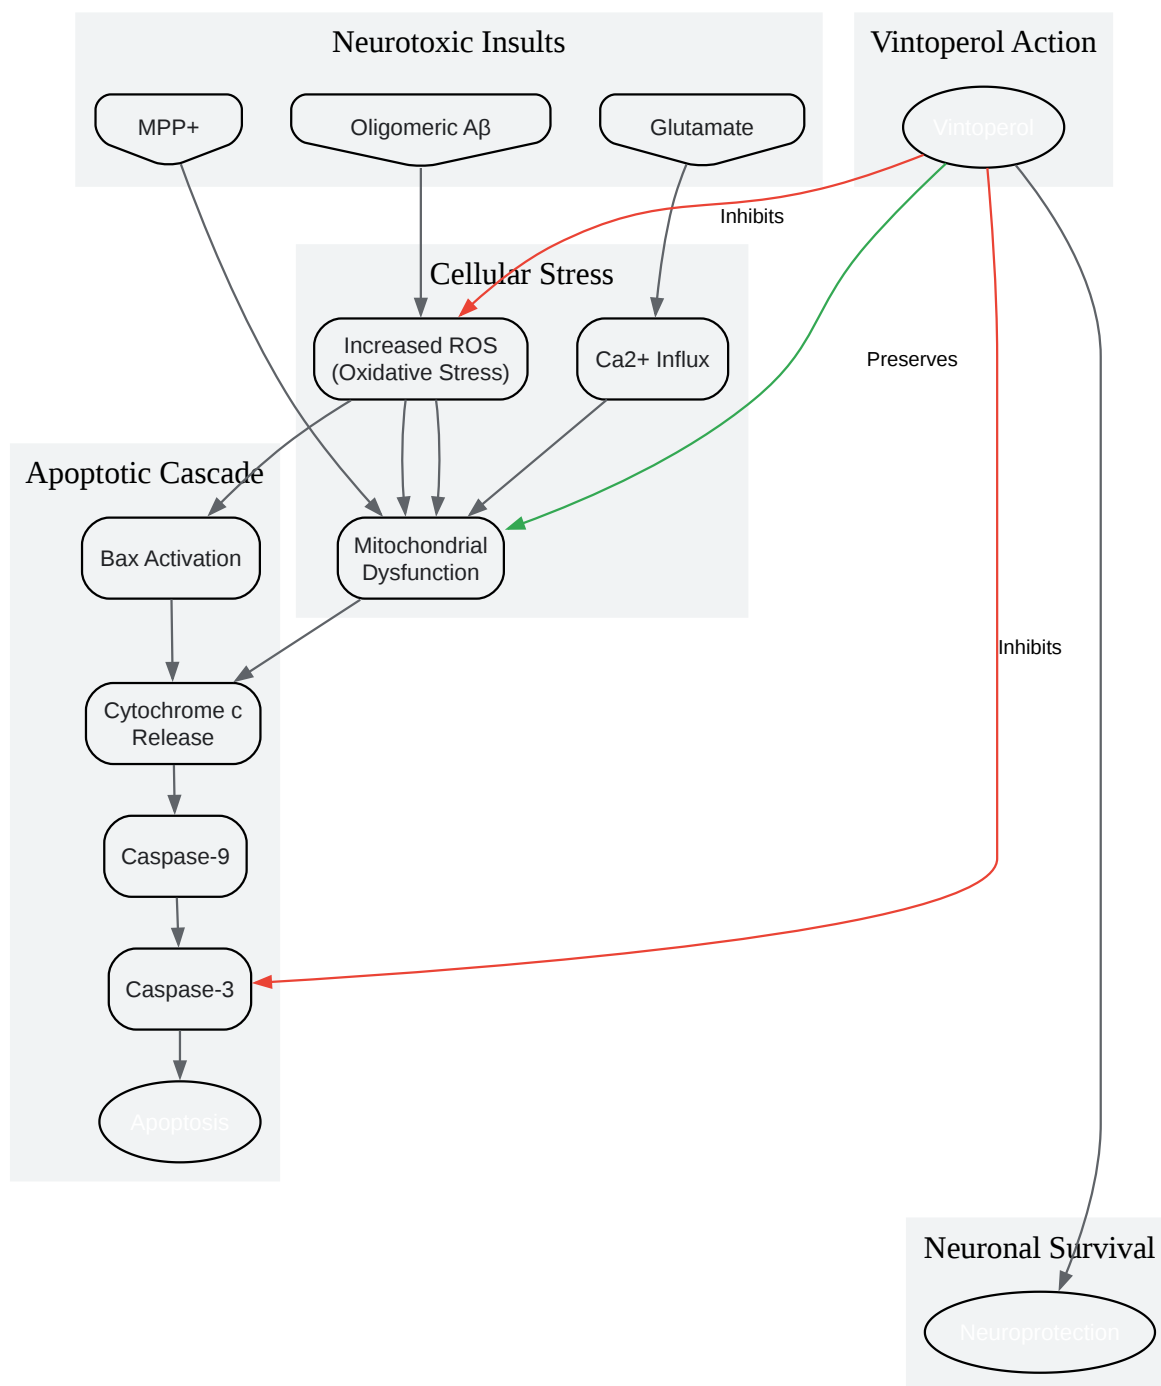 Neurotoxic Insults
Vintoperol Action
MPP+
Oligomeric Aβ
Glutamate
Vintoperol
Inhibits
Cellular Stress
Increased ROS
(Oxidative Stress)
Ca2+ Influx
Preserves
Apoptotic Cascade
Bax Activation
Mitochondrial
Dysfunction
Inhibits
Cytochrome c
Release
Caspase-9
Caspase-3
Apoptosis
Neuronal Survival
Neuroprotection